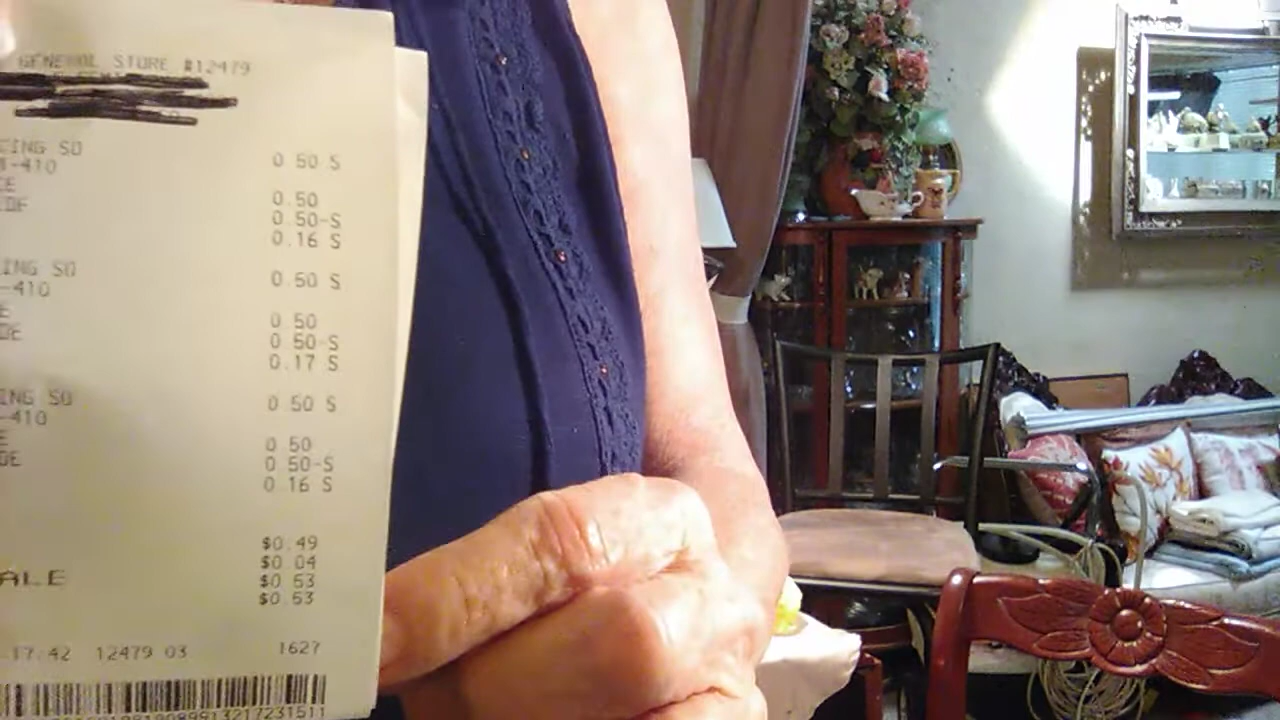 GENERAL STORE #12479
CING SO 0.50 S
-410
CE 0.50
DE 0.50-S
0.16 S
ING SO 0.50 S
-410
E 0.50
DE 0.50-S
0.17 S
ING SO 0.50 S
-410
E 0.50
DE 0.50-S
0.16 S
$0.49
$0.04
ALE $0.53
$0.53
17:42 12479 03 1627